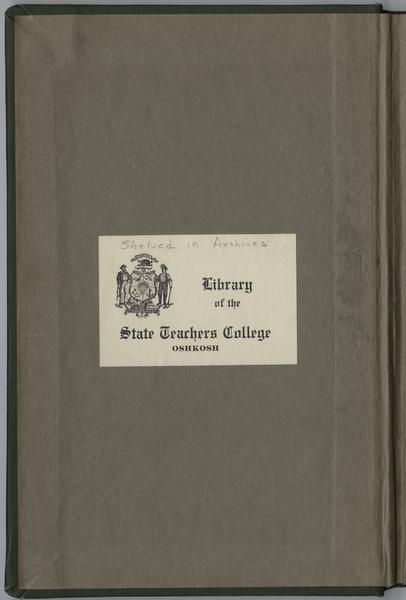 Shelved in Archives
Library
of the
State Teachers College
OSHKOSH